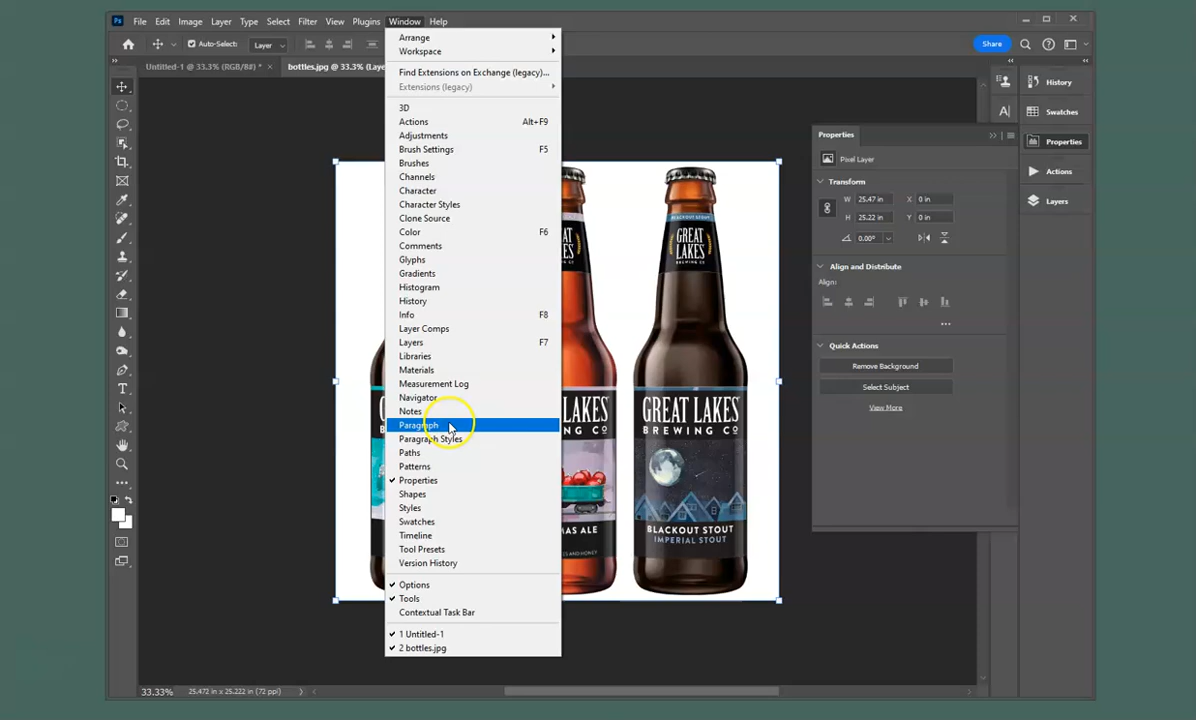 Ps File Edit Image Layer Type Select Filter View Plugins Window Help
Auto-Select: Layer
Share
Untitled-1 @ 33.3% (RGB/8#) * ×
bottles.jpg @ 33.3% (Laye
Arrange
Workspace
Find Extensions on Exchange (legacy)...
Extensions (legacy)
3D
Actions Alt+F9
Adjustments
Brush Settings F5
Brushes
Channels
Character
Character Styles
Clone Source
Color F6
Comments
Glyphs
Gradients
Histogram
History
Info F8
Layer Comps
Layers F7
Libraries
Materials
Measurement Log
Navigator
Notes
Paragraph
Paragraph Styles
Paths
Patterns
✓ Properties
Shapes
Styles
Swatches
Timeline
Tool Presets
Version History
✓ Options
✓ Tools
Contextual Task Bar
✓ 1 Untitled-1
✓ 2 bottles.jpg
LAKES
WING CO
MAS ALE
ES AND HONEY
BLACKOUT STOUT
GREAT
LAKES
BREWING CO
GREAT LAKES
BREWING CO
BLACKOUT STOUT
IMPERIAL STOUT
Properties
Pixel Layer
Transform
W 25.47 in X 0 in
H 25.22 in Y 0 in
0.00°
Align and Distribute
Align:
Quick Actions
Remove Background
Select Subject
View More
History
Swatches
Properties
Actions
Layers
33.33% 25.472 in x 25.222 in (72 ppi)